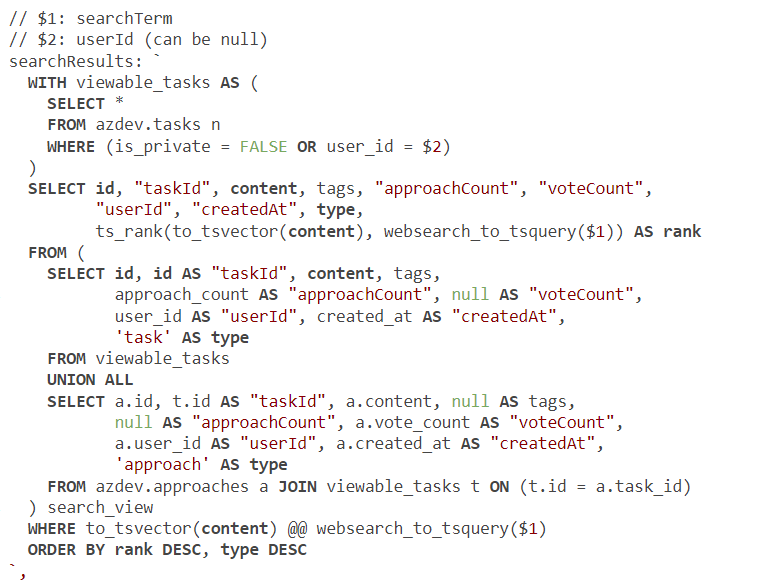 // $1: searchTerm
// $2: userId (can be null)
searchResults: `
  WITH viewable_tasks AS (
    SELECT *
    FROM azdev.tasks n
    WHERE (is_private = FALSE OR user_id = $2)
  )
  SELECT id, "taskId", content, tags, "approachCount", "voteCount",
         "userId", "createdAt", type,
         ts_rank(to_tsvector(content), websearch_to_tsquery($1)) AS rank
  FROM (
    SELECT id, id AS "taskId", content, tags,
           approach_count AS "approachCount", null AS "voteCount",
           user_id AS "userId", created_at AS "createdAt",
           'task' AS type
    FROM viewable_tasks
    UNION ALL
    SELECT a.id, t.id AS "taskId", a.content, null AS tags,
           null AS "approachCount", a.vote_count AS "voteCount",
           a.user_id AS "userId", a.created_at AS "createdAt",
           'approach' AS type
    FROM azdev.approaches a JOIN viewable_tasks t ON (t.id = a.task_id)
  ) search_view
  WHERE to_tsvector(content) @@ websearch_to_tsquery($1)
  ORDER BY rank DESC, type DESC
`,